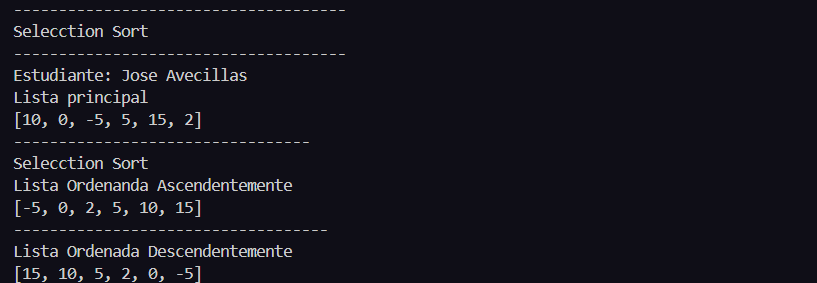 -------------------------------------
Selecction Sort
-------------------------------------
Estudiante: Jose Avecillas
Lista principal
[10, 0, -5, 5, 15, 2]
---------------------------------
Selecction Sort
Lista Ordenanda Ascendentemente
[-5, 0, 2, 5, 10, 15]
-----------------------------------
Lista Ordenada Descendentemente
[15, 10, 5, 2, 0, -5]